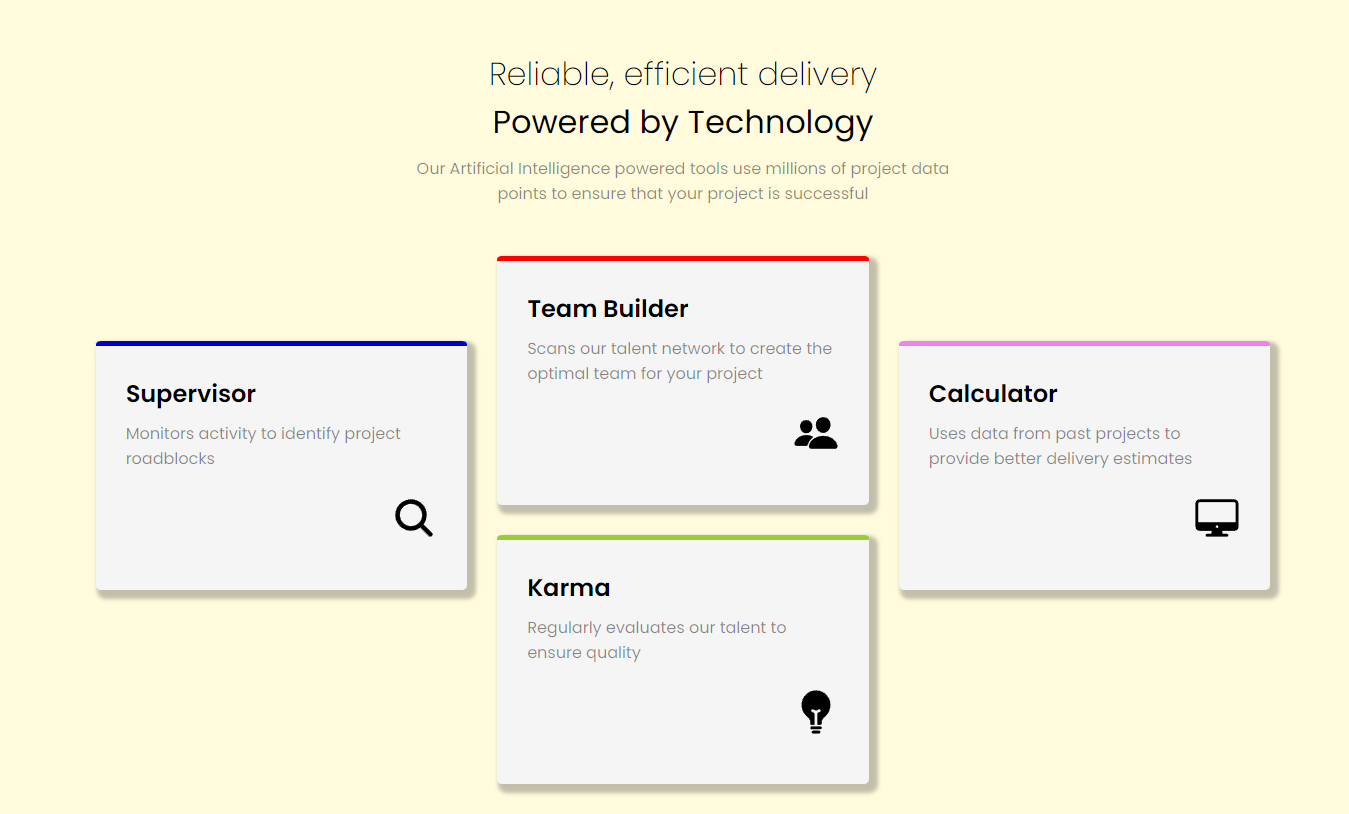 Reliable, efficient delivery
Powered by Technology
Our Artificial Intelligence powered tools use millions of project data
points to ensure that your project is successful
Supervisor
Monitors activity to identify project
roadblocks
Team Builder
Scans our talent network to create the
optimal team for your project
Karma
Regularly evaluates our talent to
ensure quality
Calculator
Uses data from past projects to
provide better delivery estimates